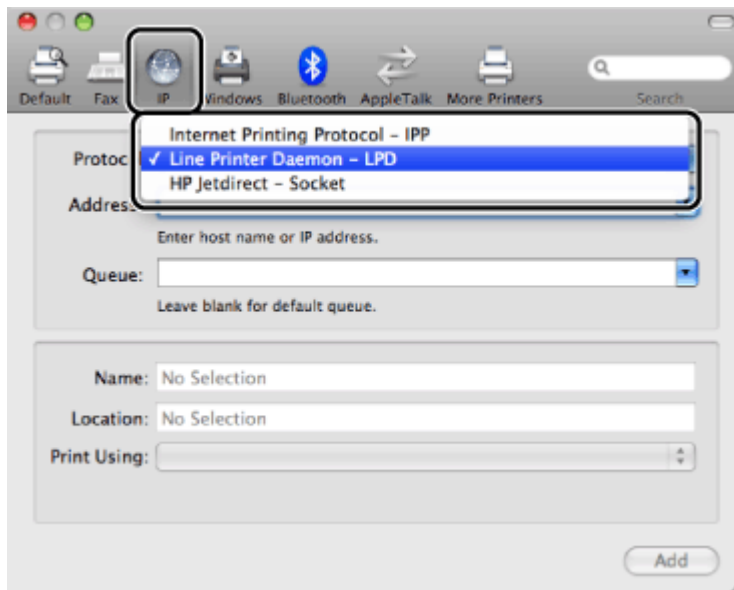 Default Fax IP Windows Bluetooth AppleTalk More Printers Search
Internet Printing Protocol – IPP
Protoc ✓ Line Printer Daemon – LPD
HP Jetdirect – Socket
Address
Enter host name or IP address.
Queue:
Leave blank for default queue.
Name: No Selection
Location: No Selection
Print Using:
Add